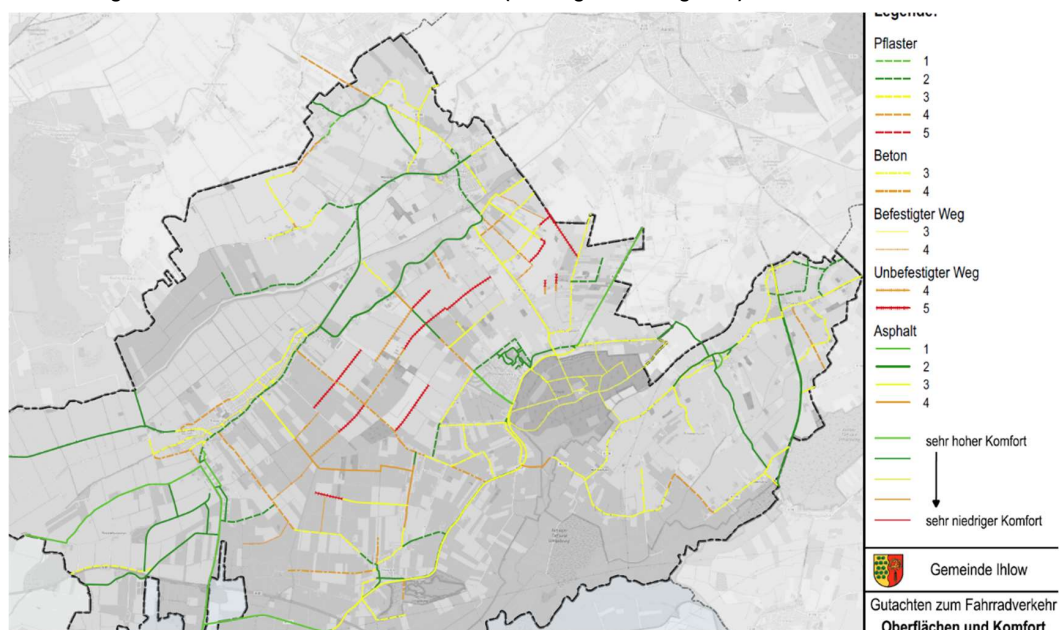 Legende:
Pflaster
1
2
3
4
5
Beton
3
4
Befestigter Weg
3
4
Unbefestigter Weg
4
5
Asphalt
1
2
3
4
sehr hoher Komfort
sehr niedriger Komfort
Gemeinde Ihlow
Gutachten zum Fahrradverkehr
Oberflächen und Komfort